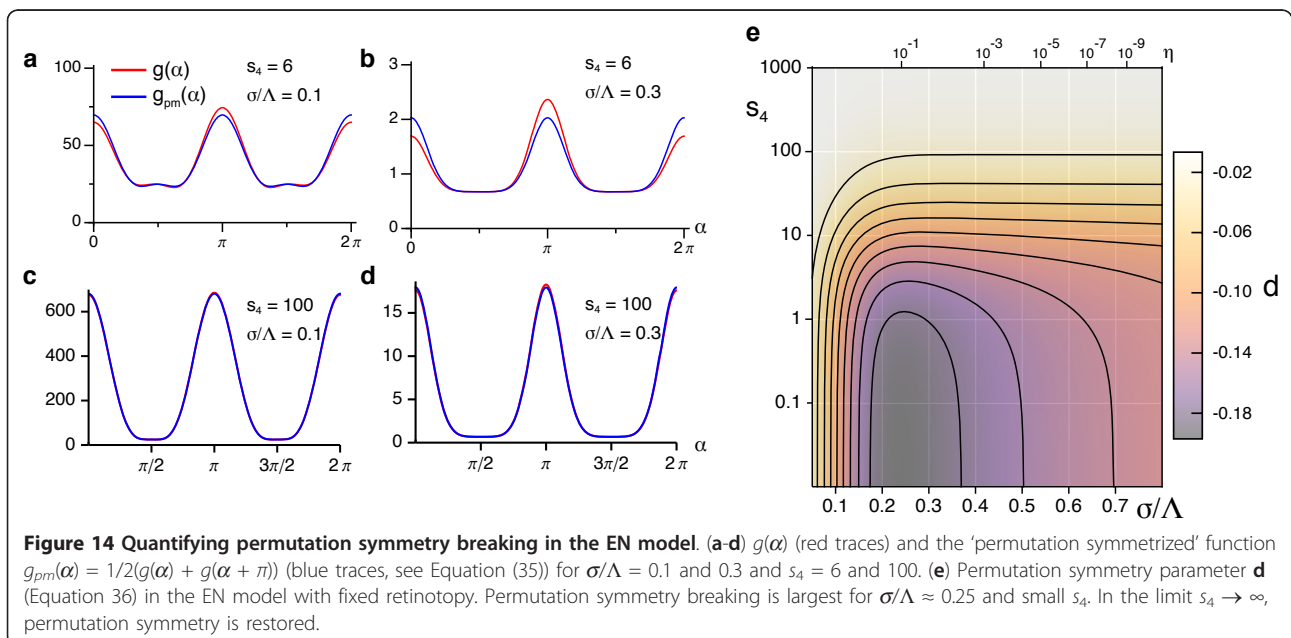 a
100
50
0
0
π
2π
g(α)
g_pm(α)
s₄ = 6
σ/Λ = 0.1
b
3
2
1
0
0
π
2π
α
s₄ = 6
σ/Λ = 0.3
c
600
400
200
0
π/2
π
3π/2
2π
s₄ = 100
σ/Λ = 0.1
d
15
10
5
0
π/2
π
3π/2
2π
α
s₄ = 100
σ/Λ = 0.3
e
10⁻¹
10⁻³
10⁻⁵
10⁻⁷
10⁻⁹
η
1000
s₄
100
10
1
0.1
0.1
0.2
0.3
0.4
0.5
0.6
0.7
σ/Λ
-0.02
-0.06
-0.10
-0.14
-0.18
d
Figure 14 Quantifying permutation symmetry breaking in the EN model. (a-d) g(α) (red traces) and the 'permutation symmetrized' function
g_pm(α) = 1/2(g(α) + g(α + π)) (blue traces, see Equation (35)) for σ/Λ = 0.1 and 0.3 and s₄ = 6 and 100. (e) Permutation symmetry parameter d
(Equation 36) in the EN model with fixed retinotopy. Permutation symmetry breaking is largest for σ/Λ ≈ 0.25 and small s₄. In the limit s₄ → ∞,
permutation symmetry is restored.